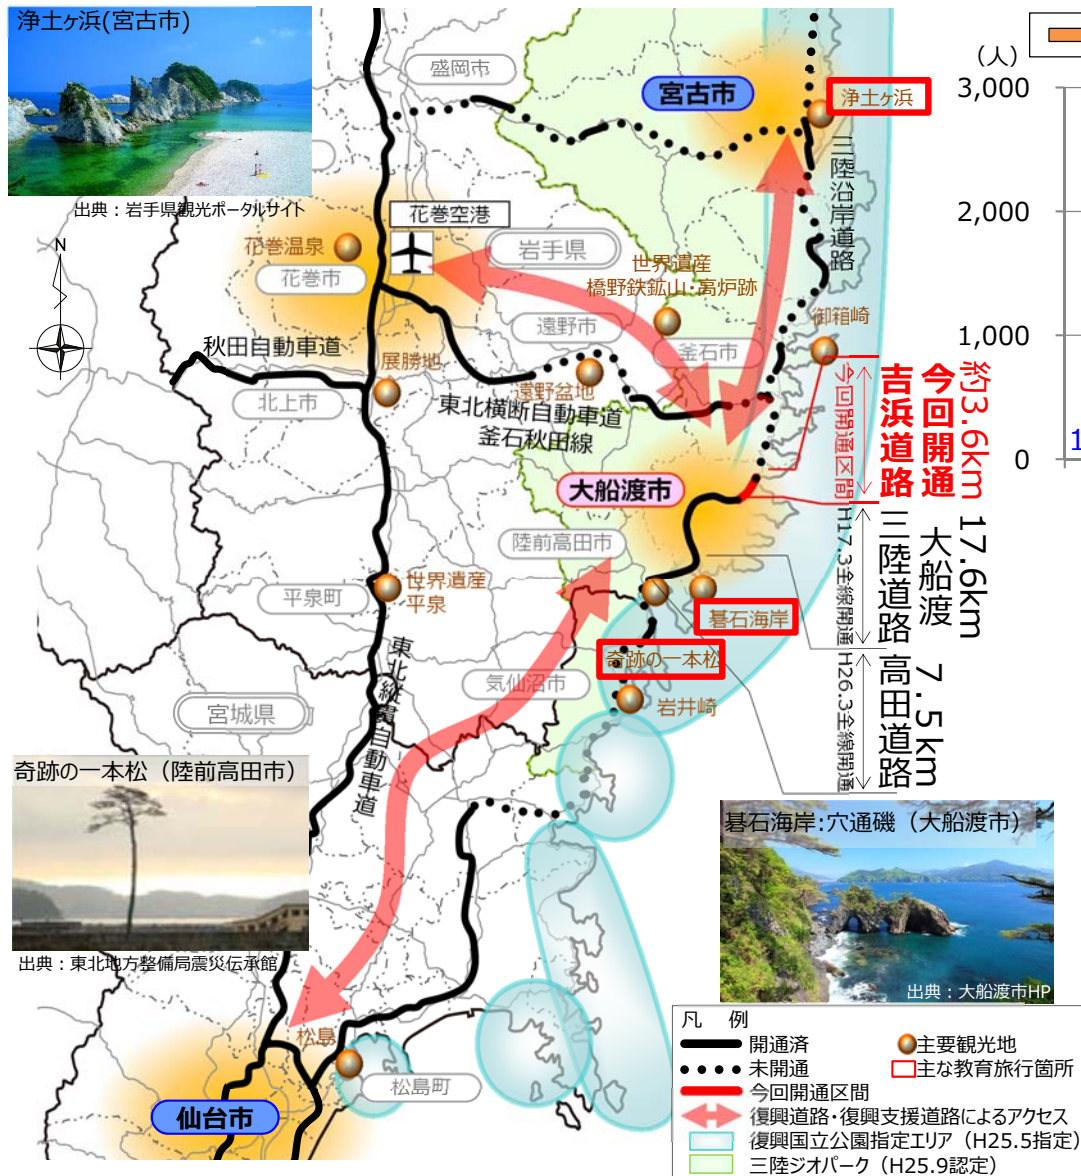 浄土ヶ浜(宮古市)
出典：岩手県観光ポータルサイト
盛岡市
宮古市
浄土ヶ浜
三陸沿岸道路
花巻空港
花巻温泉
花巻市
岩手県
世界遺産
橋野鉄鉱山・高炉跡
遠野市
釜石市
御箱崎
N
秋田自動車道
展勝地
北上市
遠野盆地
東北横断自動車道
釜石秋田線
大船渡市
陸前高田市
世界遺産
平泉
平泉町
碁石海岸
奇跡の一本松
気仙沼市
岩井崎
宮城県
東北縦貫自動車道
約3.6km
今回開通
吉浜道路
今回開通区間
17.6km
大船渡
三陸道路
H17.3全線開通
7.5km
高田道路
H26.3全線開通
(人)
3,000
2,000
1,000
0
1
奇跡の一本松（陸前高田市）
出典：東北地方整備局震災伝承館
碁石海岸:穴通磯（大船渡市）
出典：大船渡市HP
松島
松島町
仙台市
凡　例
開通済
主要観光地
未開通
主な教育旅行箇所
今回開通区間
復興道路・復興支援道路によるアクセス
復興国立公園指定エリア（H25.5指定）
三陸ジオパーク（H25.9認定）